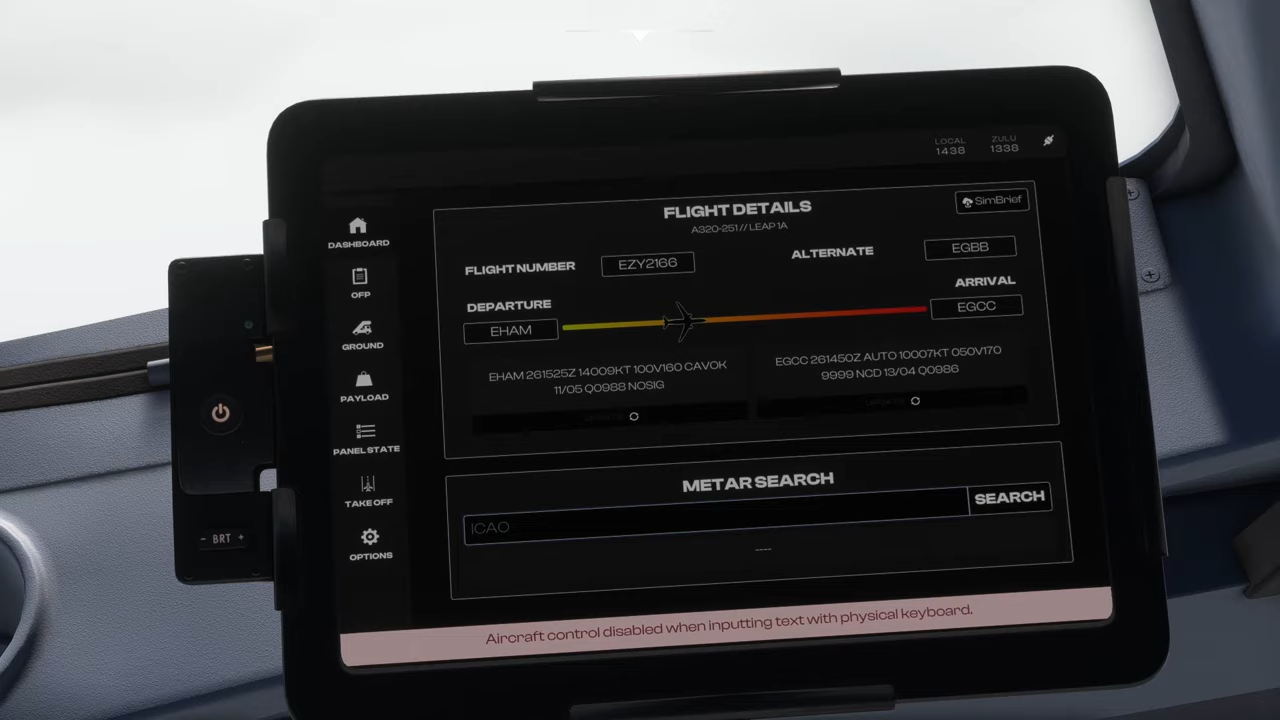 LOCAL
1438
ZULU
1338
DASHBOARD
OFP
GROUND
PAYLOAD
PANEL STATE
TAKE OFF
OPTIONS
- BRT +
FLIGHT DETAILS
A320-251 // LEAP 1A
SimBrief
FLIGHT NUMBER
EZY2166
ALTERNATE
EGBB
DEPARTURE
EHAM
ARRIVAL
EGCC
EHAM 261525Z 14009KT 100V160 CAVOK
11/05 Q0988 NOSIG
EGCC 261450Z AUTO 10007KT 050V170
9999 NCD 13/04 Q0986
METAR SEARCH
ICAO
SEARCH
----
Aircraft control disabled when inputting text with physical keyboard.